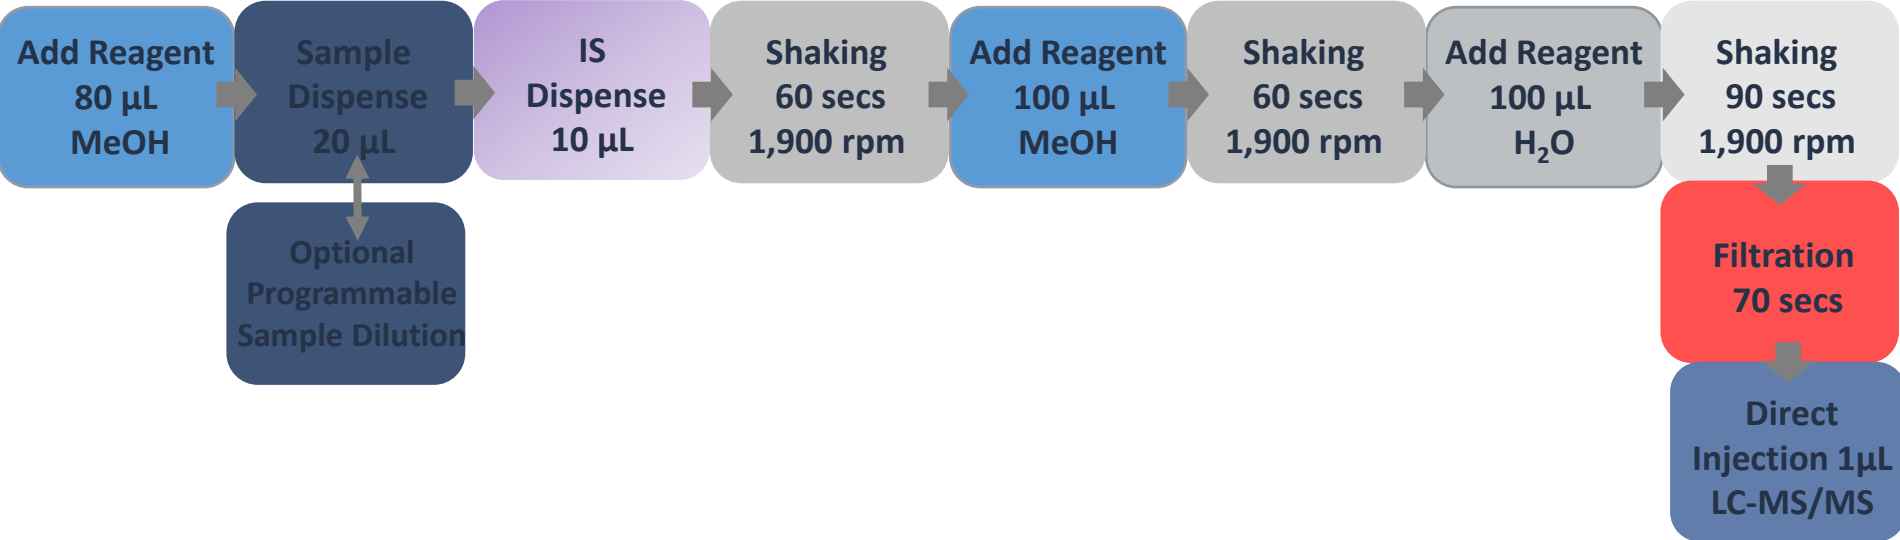 Add Reagent
80 µL
MeOH
Sample
Dispense
20 µL
IS
Dispense
10 µL
Shaking
60 secs
1,900 rpm
Add Reagent
100 µL
MeOH
Shaking
60 secs
1,900 rpm
Add Reagent
100 µL
H₂O
Shaking
90 secs
1,900 rpm
Optional
Programmable
Sample Dilution
Filtration
70 secs
Direct
Injection 1µL
LC-MS/MS